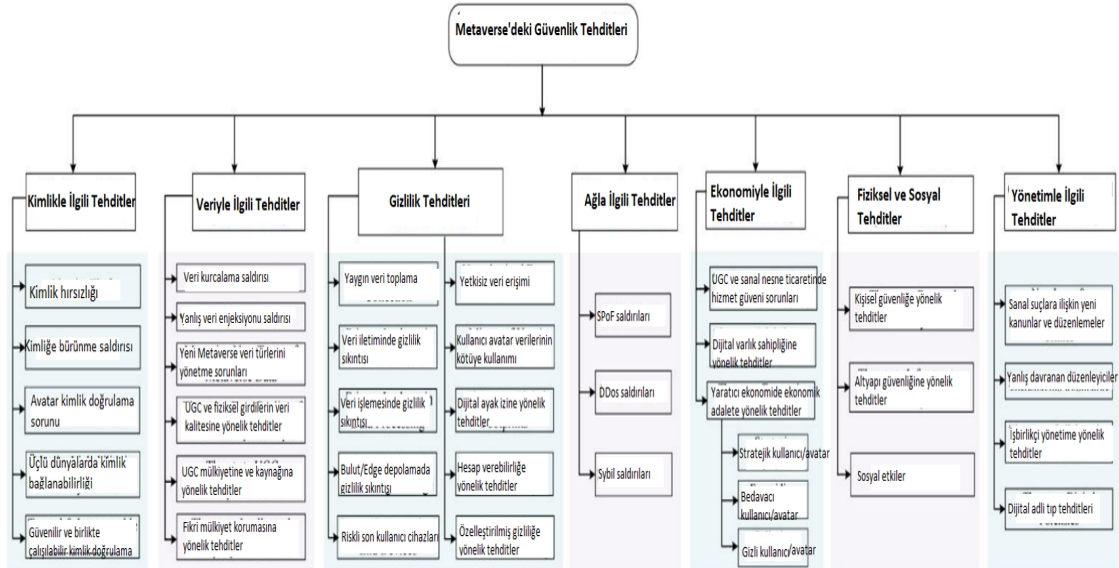 Metaverse'deki Güvenlik Tehditleri
Kimlikle İlgili Tehditler
Kimlik hırsızlığı
Kimliğe bürünme saldırısı
Avatar kimlik doğrulama
sorunu
Üçlü dünyalarda kimlik
bağlanabilirliği
Güvenilir ve birlikte
çalışılabilir kimlik doğrulama
Veriyle İlgili Tehditler
Veri kurcalama saldırısı
Yanlış veri enjeksiyonu saldırısı
Yeni Metaverse veri türlerini
yönetme sorunları
UGC ve fiziksel girdilerin veri
kalitesine yönelik tehditler
UGC mülkiyetine ve kaynağına
yönelik tehditler
Fikri mülkiyet korumasına
yönelik tehditler
Gizlilik Tehditleri
Yaygın veri toplama
Veri iletiminde gizlilik
sıkıntısı
Veri işlemesinde gizlilik
sıkıntısı
Bulut/Edge depolamada
gizlilik sıkıntısı
Riskli son kullanıcı cihazları
Yetkisiz veri erişimi
Kullanıcı avatar verilerinin
kötüye kullanımı
Dijital ayak izine yönelik
tehditler
Hesap verebilirliğe
yönelik tehditler
Özelleştirilmiş gizliliğe
yönelik tehditler
Ağla İlgili Tehditler
SPoF saldırıları
DDos saldırıları
Sybil saldırıları
Ekonomiyle İlgili
Tehditler
UGC ve sanal nesne ticaretinde
hizmet güveni sorunları
Dijital varlık sahipliğine
yönelik tehditler
Yaratıcı ekonomide ekonomik
adalete yönelik tehditler
Stratejik kullanıcı/avatar
Bedavacı
kullanıcı/avatar
Gizli kullanıcı/avatar
Fiziksel ve Sosyal
Tehditler
Kişisel güvenliğe yönelik
tehditler
Altyapı güvenliğine yönelik
tehditler
Sosyal etkiler
Yönetimle İlgili
Tehditler
Sanal suçlara ilişkin yeni
kanunlar ve düzenlemeler
Yanlış davranan düzenleyiciler
İşbirlikçi yönetime yönelik
tehditler
Dijital adli tıp tehditleri